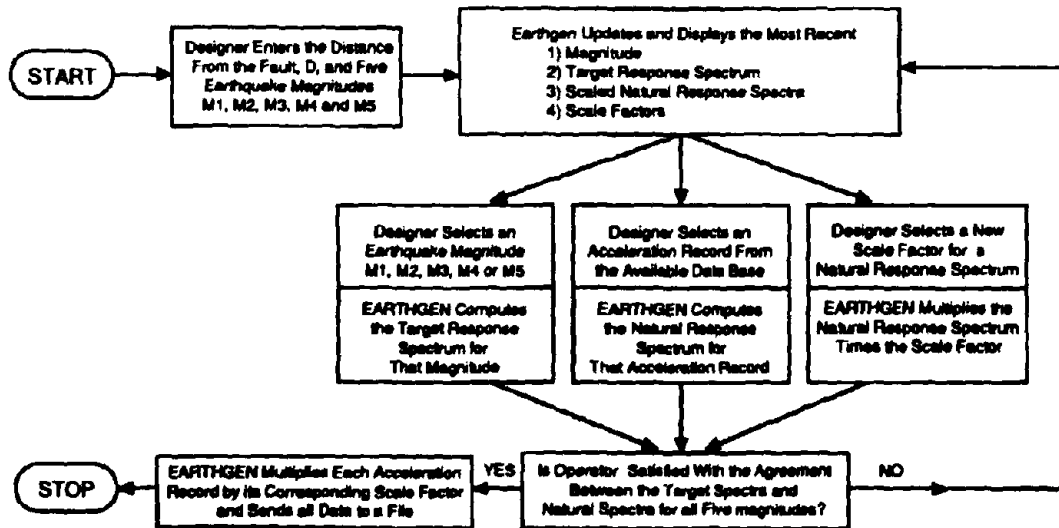 START
Designer Enters the Distance
From the Fault, D, and Five
Earthquake Magnitudes
M1, M2, M3, M4 and M5
Earthgen Updates and Displays the Most Recent
1) Magnitude
2) Target Response Spectrum
3) Scaled Natural Response Spectra
4) Scale Factors
Designer Selects an
Earthquake Magnitude
M1, M2, M3, M4 or M5
EARTHGEN Computes
the Target Response
Spectrum for
That Magnitude
Designer Selects an
Acceleration Record From
the Available Data Base
EARTHGEN Computes
the Natural Response
Spectrum for
That Acceleration Record
Designer Selects a New
Scale Factor for a
Natural Response Spectrum
EARTHGEN Multiplies the
Natural Response Spectrum
Times the Scale Factor
STOP
EARTHGEN Multiplies Each Acceleration
Record by its Corresponding Scale Factor
and Sends all Data to a File
YES
Is Operator Satisfied With the Agreement
Between the Target Spectra and
Natural Spectra for all Five magnitudes?
NO